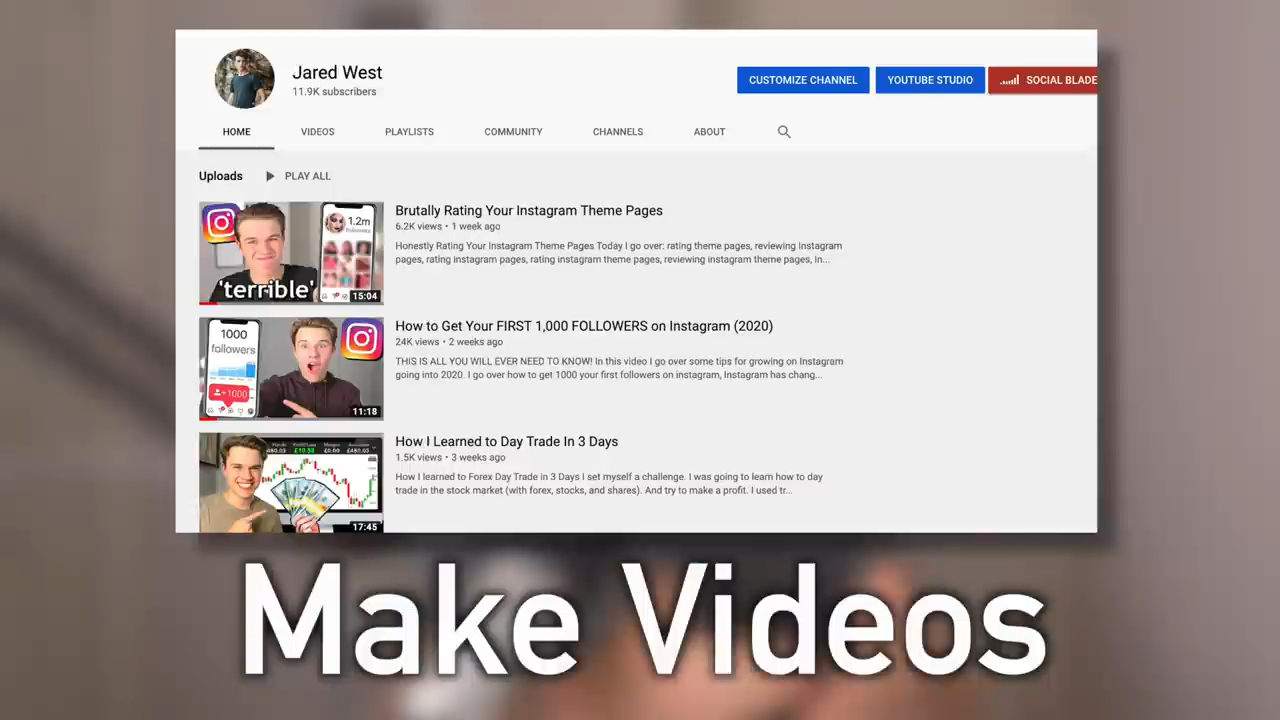 Jared West
11.9K subscribers
CUSTOMIZE CHANNEL
YOUTUBE STUDIO
SOCIAL BLADE
HOME
VIDEOS
PLAYLISTS
COMMUNITY
CHANNELS
ABOUT
Uploads
PLAY ALL
1.2m
followers
'terrible'
15:04
Brutally Rating Your Instagram Theme Pages
6.2K views • 1 week ago
Honestly Rating Your Instagram Theme Pages Today I go over: rating theme pages, reviewing Instagram
pages, rating instagram pages, rating instagram theme pages, reviewing instagram theme pages, In...
1000
followers
+1000
11:18
How to Get Your FIRST 1,000 FOLLOWERS on Instagram (2020)
24K views • 2 weeks ago
THIS IS ALL YOU WILL EVER NEED TO KNOW! In this video I go over some tips for growing on Instagram
going into 2020. I go over how to get 1000 your first followers on instagram, Instagram has chang...
17:45
How I Learned to Day Trade In 3 Days
1.5K views • 3 weeks ago
How I learned to Forex Day Trade in 3 Days I set myself a challenge. I was going to learn how to day
trade in the stock market (with forex, stocks, and shares). And try to make a profit. I used tr...
Make Videos